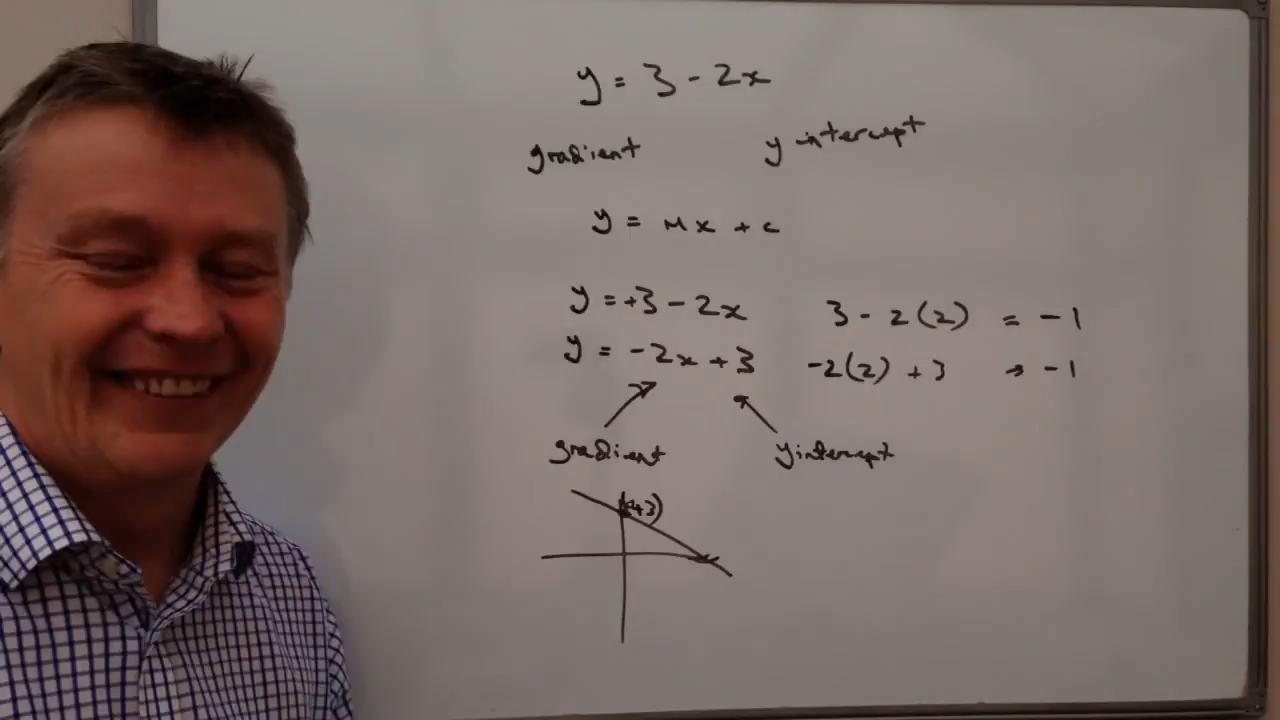 y = 3 - 2x
gradient y intercept
y = mx + c
y = +3 - 2x 3 - 2(2) = -1
y = -2x + 3 -2(2) + 3 → -1
gradient y intercept